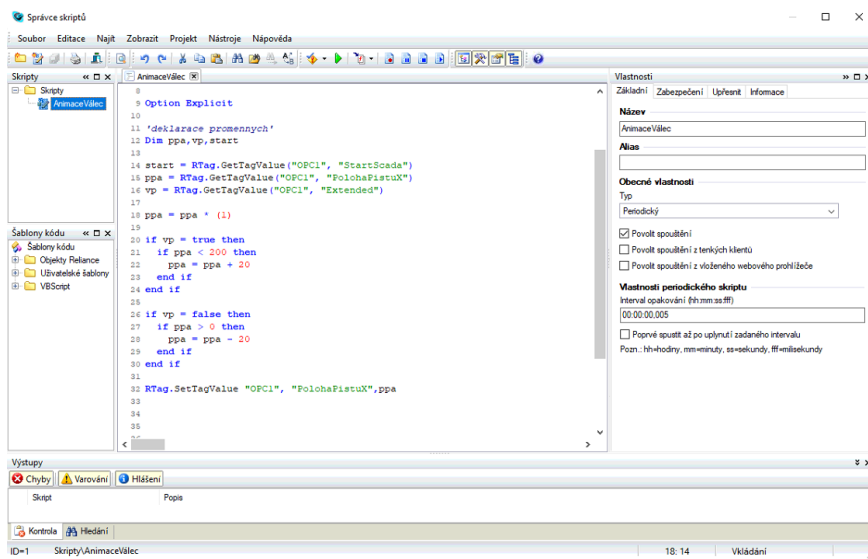 Správce skriptů
Soubor Editace Najít Zobrazit Projekt Nástroje Nápověda
Skripty
Skripty
AnimaceVálec
Šablony kódu
Šablony kódu
Objekty Reliance
Uživatelské šablony
VBScript
AnimaceVálec
8
9 Option Explicit
10
11 'deklarace promennych'
12 Dim ppa,vp,start
13
14 start = RTag.GetTagValue("OPC1", "StartScada")
15 ppa = RTag.GetTagValue("OPC1", "PolohaPistuX")
16 vp = RTag.GetTagValue("OPC1", "Extended")
17
18 ppa = ppa * (1)
19
20 if vp = true then
21 if ppa < 200 then
22 ppa = ppa + 20
23 end if
24 end if
25
26 if vp = false then
27 if ppa > 0 then
28 ppa = ppa - 20
29 end if
30 end if
31
32 RTag.SetTagValue "OPC1", "PolohaPistuX",ppa
33
34
35
Vlastnosti
Základní Zabezpečení Upřesnit Informace
Název
AnimaceVálec
Alias
Obecné vlastnosti
Typ
Periodický
Povolit spouštění
Povolit spouštění z tenkých klientů
Povolit spouštění z vloženého webového prohlížeče
Vlastnosti periodického skriptu
Interval opakování (hh:mm:ss:fff)
00:00:00,005
Poprvé spustit až po uplynutí zadaného intervalu
Pozn.: hh=hodiny, mm=minuty, ss=sekundy, fff=milisekundy
Výstupy
Chyby Varování Hlášení
Skript Popis
Kontrola Hledání
ID=1 Skripty\AnimaceVálec 18: 14 Vkládání